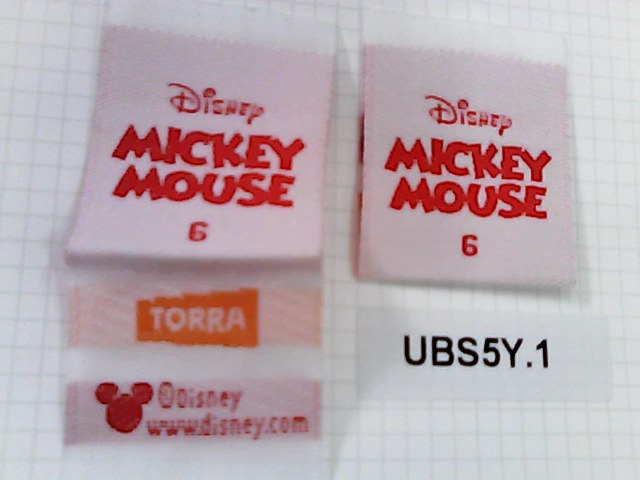 Disney
MICKEY
MOUSE
6
Disney
MICKEY
MOUSE
6
TORRA
UBS5Y.1
©Disney
www.disney.com